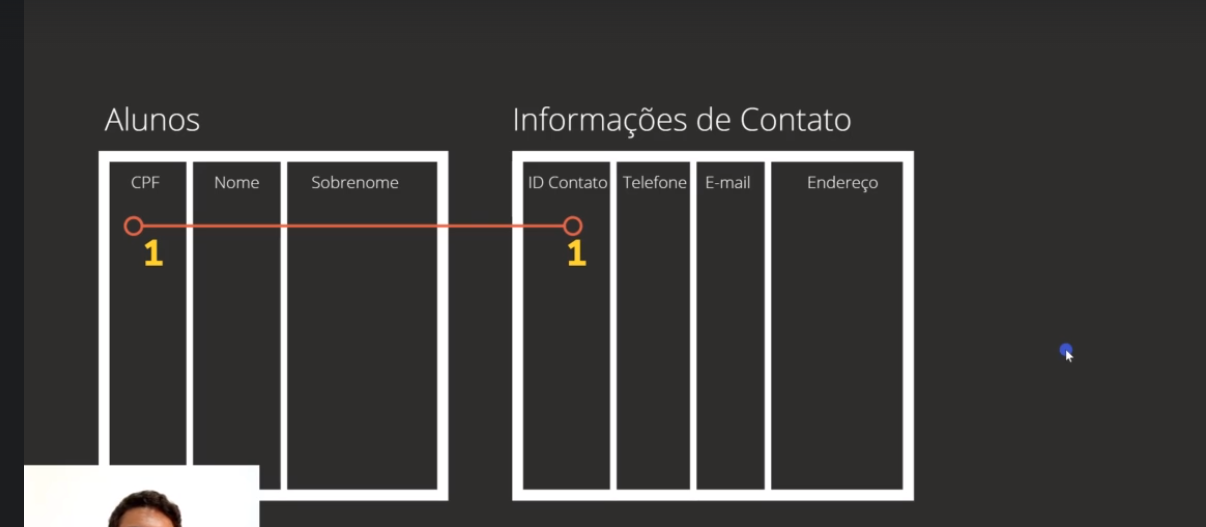 Alunos
Informações de Contato
CPF
Nome
Sobrenome
ID Contato
Telefone
E-mail
Endereço
1
1